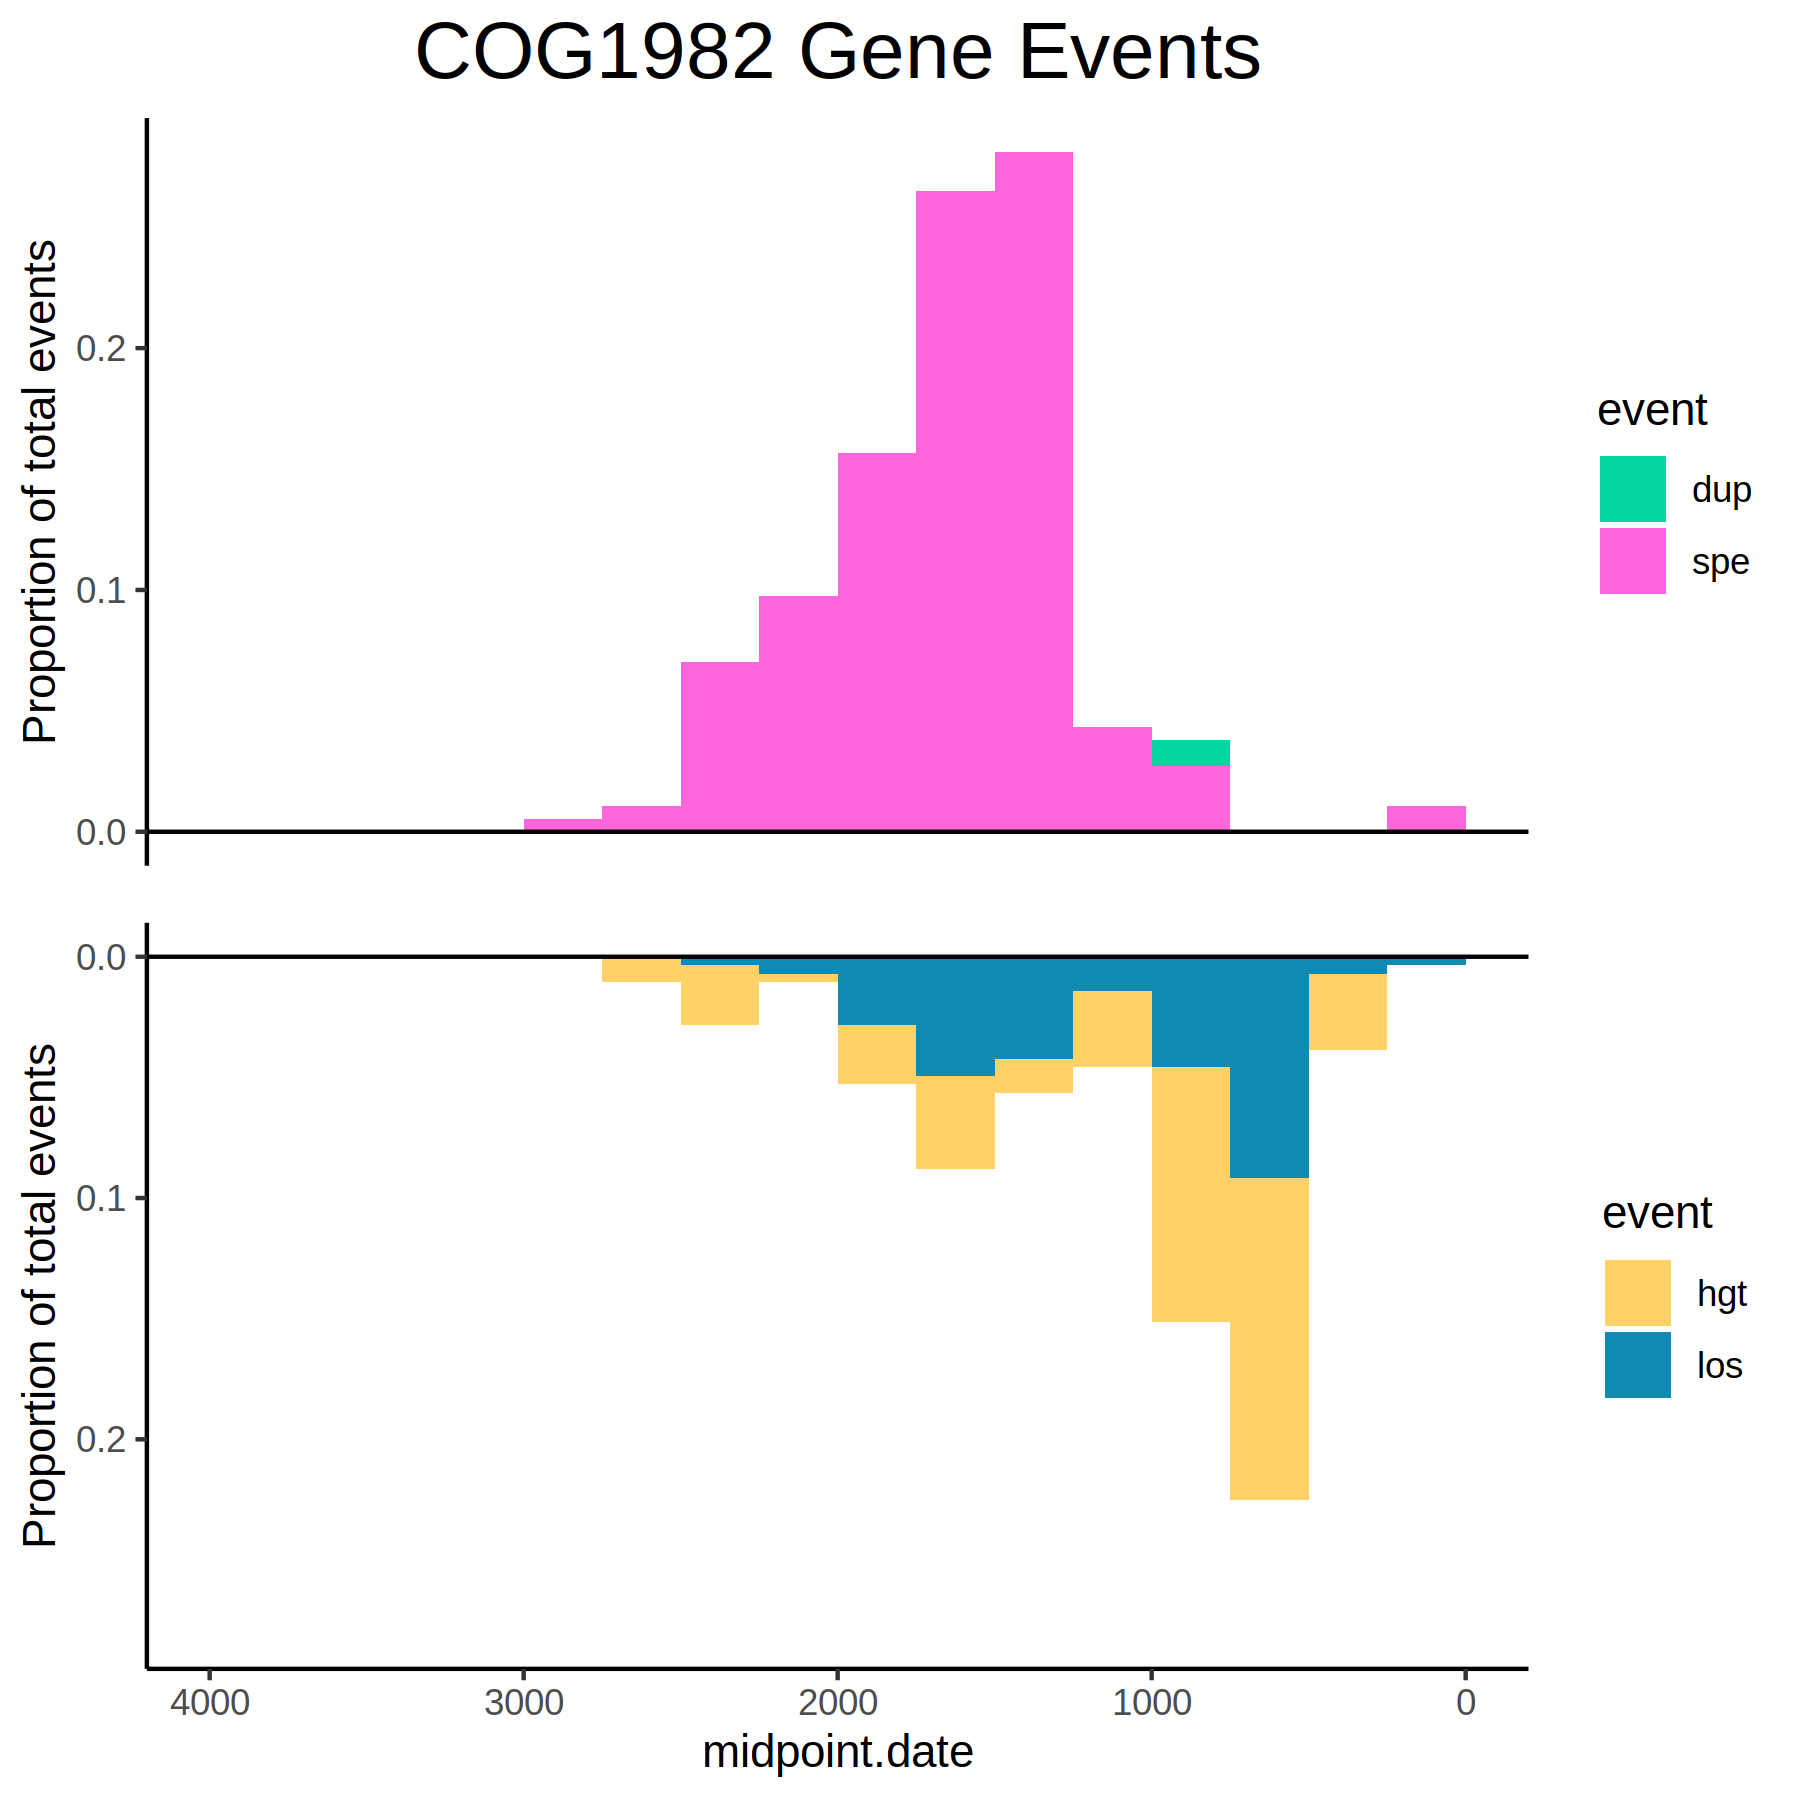 COG1982 Gene Events
Proportion of total events
0.2
0.1
0.0
event
dup
spe
Proportion of total events
0.0
0.1
0.2
event
hgt
los
4000 3000 2000 1000 0
midpoint.date